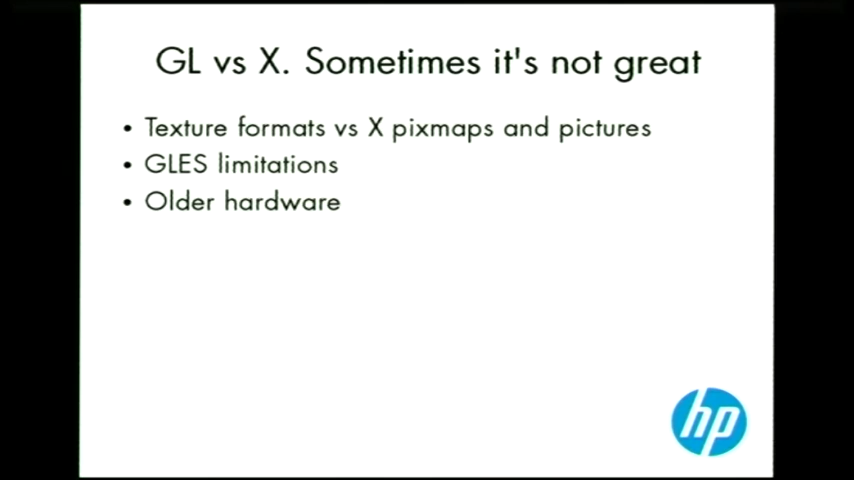 GL vs X. Sometimes it's not great
• Texture formats vs X pixmaps and pictures
• GLES limitations
• Older hardware
hp